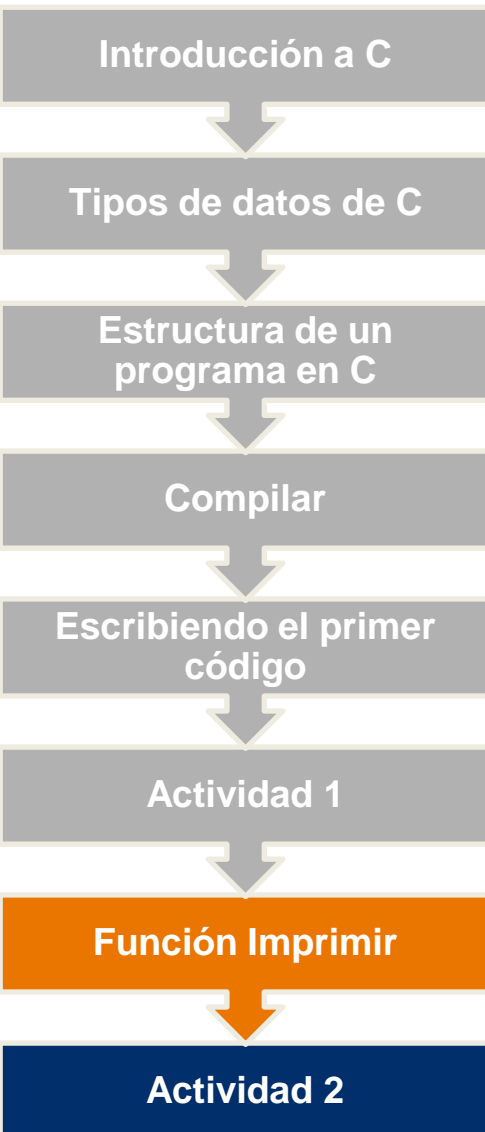 Introducción a C
Tipos de datos de C
Estructura de un
programa en C
Compilar
Escribiendo el primer
código
Actividad 1
Función Imprimir
Actividad 2